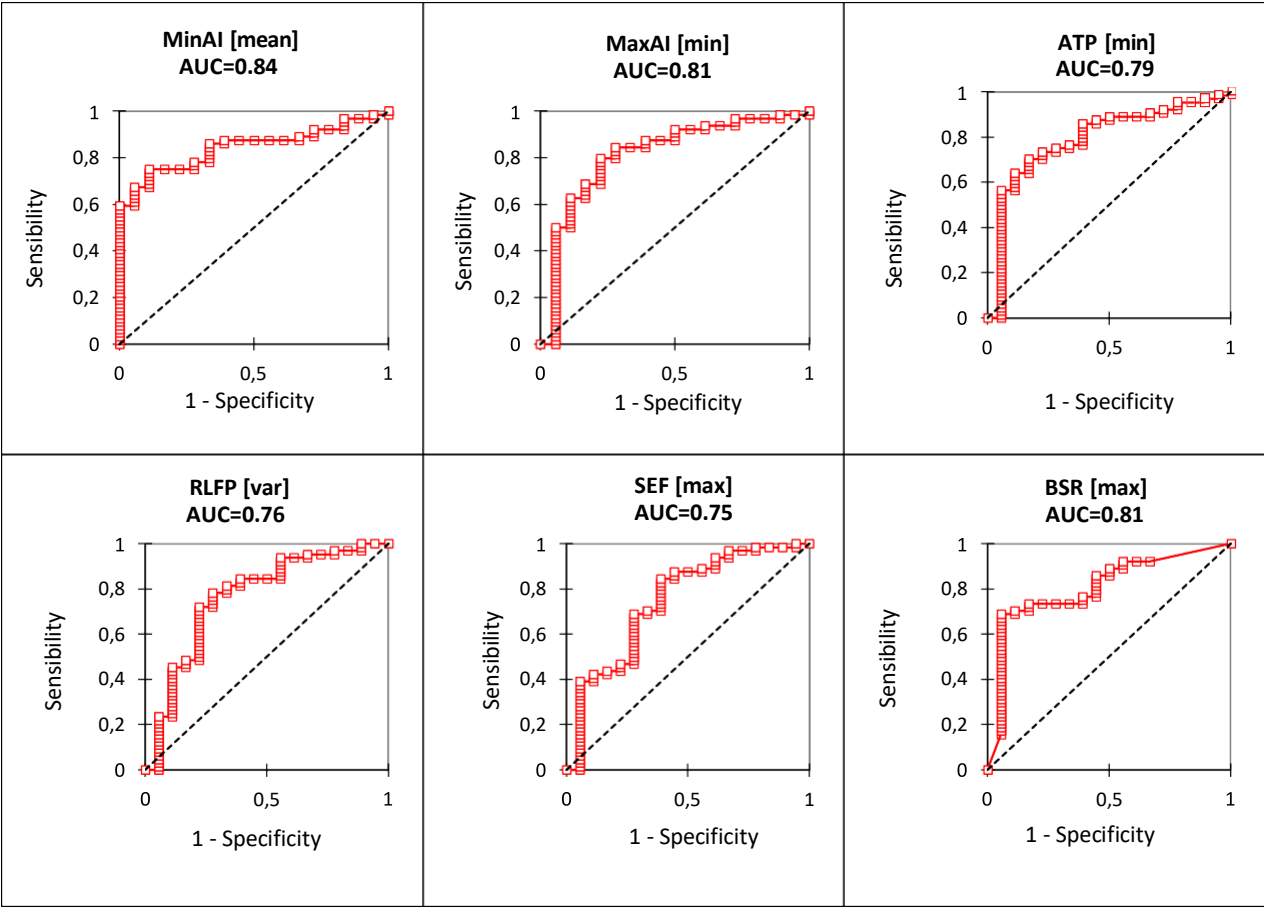 MinAI [mean]
AUC=0.84
Sensibility
1
0,8
0,6
0,4
0,2
0
0
0,5
1
1 - Specificity
MaxAI [min]
AUC=0.81
Sensibility
1
0,8
0,6
0,4
0,2
0
0
0,5
1
1 - Specificity
ATP [min]
AUC=0.79
Sensibility
1
0,8
0,6
0,4
0,2
0
0
0,5
1
1 - Specificity
RLFP [var]
AUC=0.76
Sensibility
1
0,8
0,6
0,4
0,2
0
0
0,5
1
1 - Specificity
SEF [max]
AUC=0.75
Sensibility
1
0,8
0,6
0,4
0,2
0
0
0,5
1
1 - Specificity
BSR [max]
AUC=0.81
Sensibility
1
0,8
0,6
0,4
0,2
0
0
0,5
1
1 - Specificity